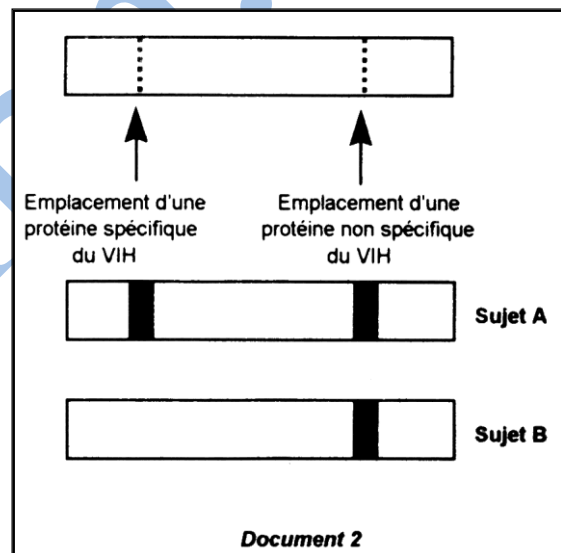 Emplacement d'une
protéine spécifique
du VIH
Emplacement d'une
protéine non spécifique
du VIH
Sujet A
Sujet B
Document 2